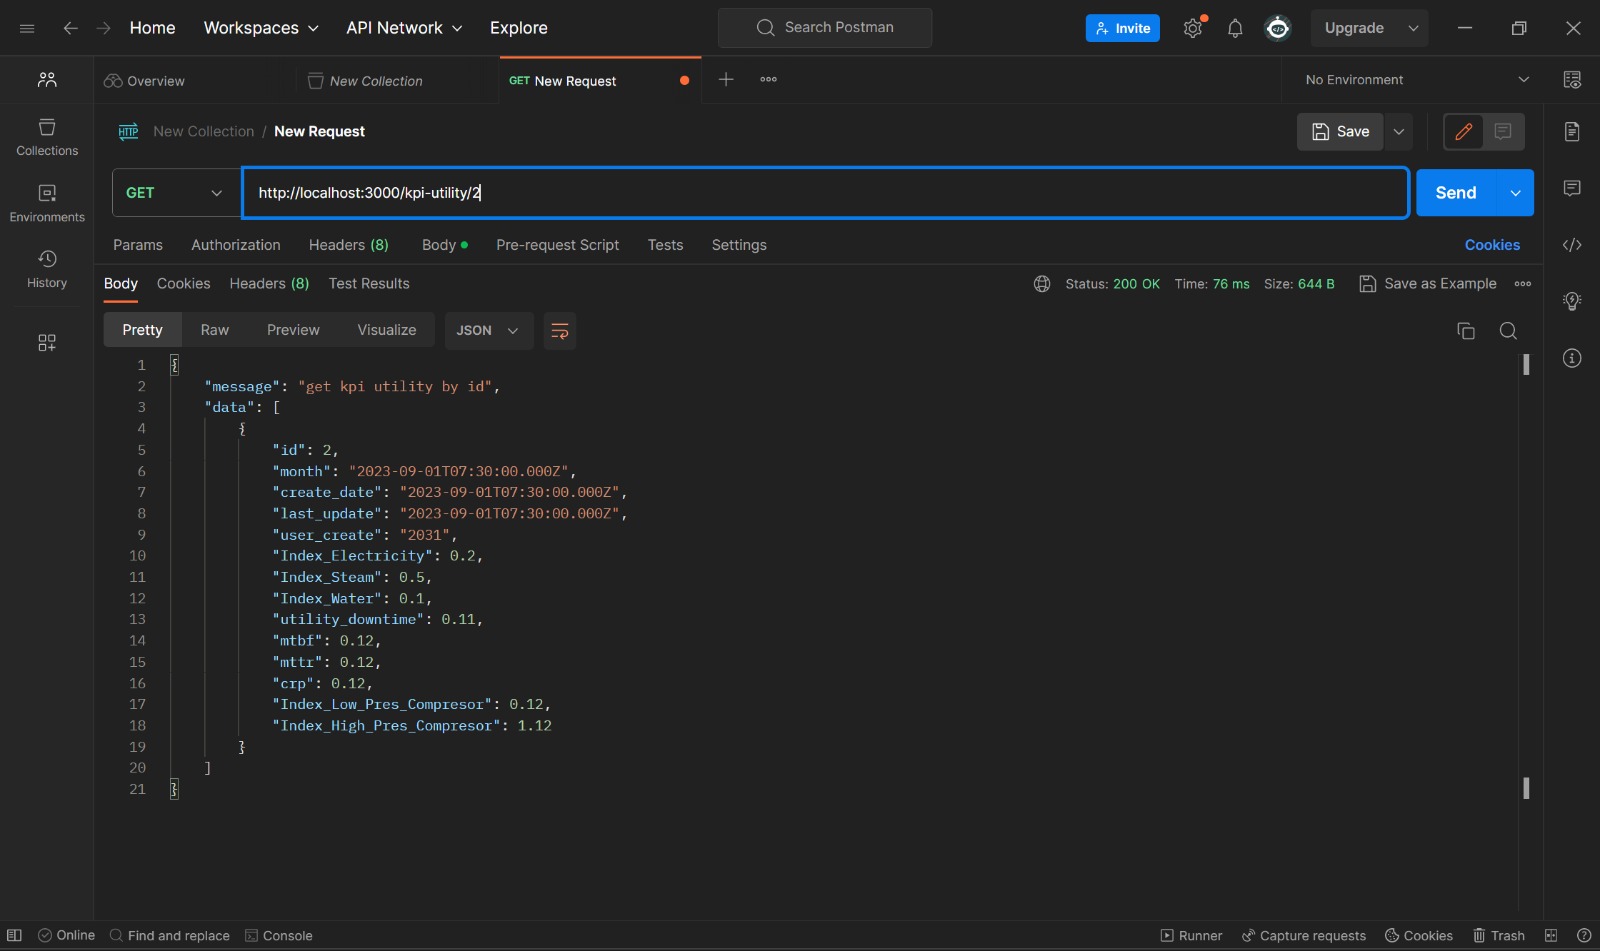 Home Workspaces API Network Explore Search Postman Invite Upgrade
Overview New Collection GET New Request No Environment
HTTP New Collection / New Request Save
Collections
Environments
History
GET http://localhost:3000/kpi-utility/2 Send
Params Authorization Headers (8) Body Pre-request Script Tests Settings Cookies
Body Cookies Headers (8) Test Results Status: 200 OK Time: 76 ms Size: 644 B Save as Example
Pretty Raw Preview Visualize JSON
1 {
2 "message": "get kpi utility by id",
3 "data": [
4 {
5 "id": 2,
6 "month": "2023-09-01T07:30:00.000Z",
7 "create_date": "2023-09-01T07:30:00.000Z",
8 "last_update": "2023-09-01T07:30:00.000Z",
9 "user_create": "2031",
10 "Index_Electricity": 0.2,
11 "Index_Steam": 0.5,
12 "Index_Water": 0.1,
13 "utility_downtime": 0.11,
14 "mtbf": 0.12,
15 "mttr": 0.12,
16 "crp": 0.12,
17 "Index_Low_Pres_Compresor": 0.12,
18 "Index_High_Pres_Compresor": 1.12
19 }
20 ]
21 }
Online Find and replace Console Runner Capture requests Cookies Trash